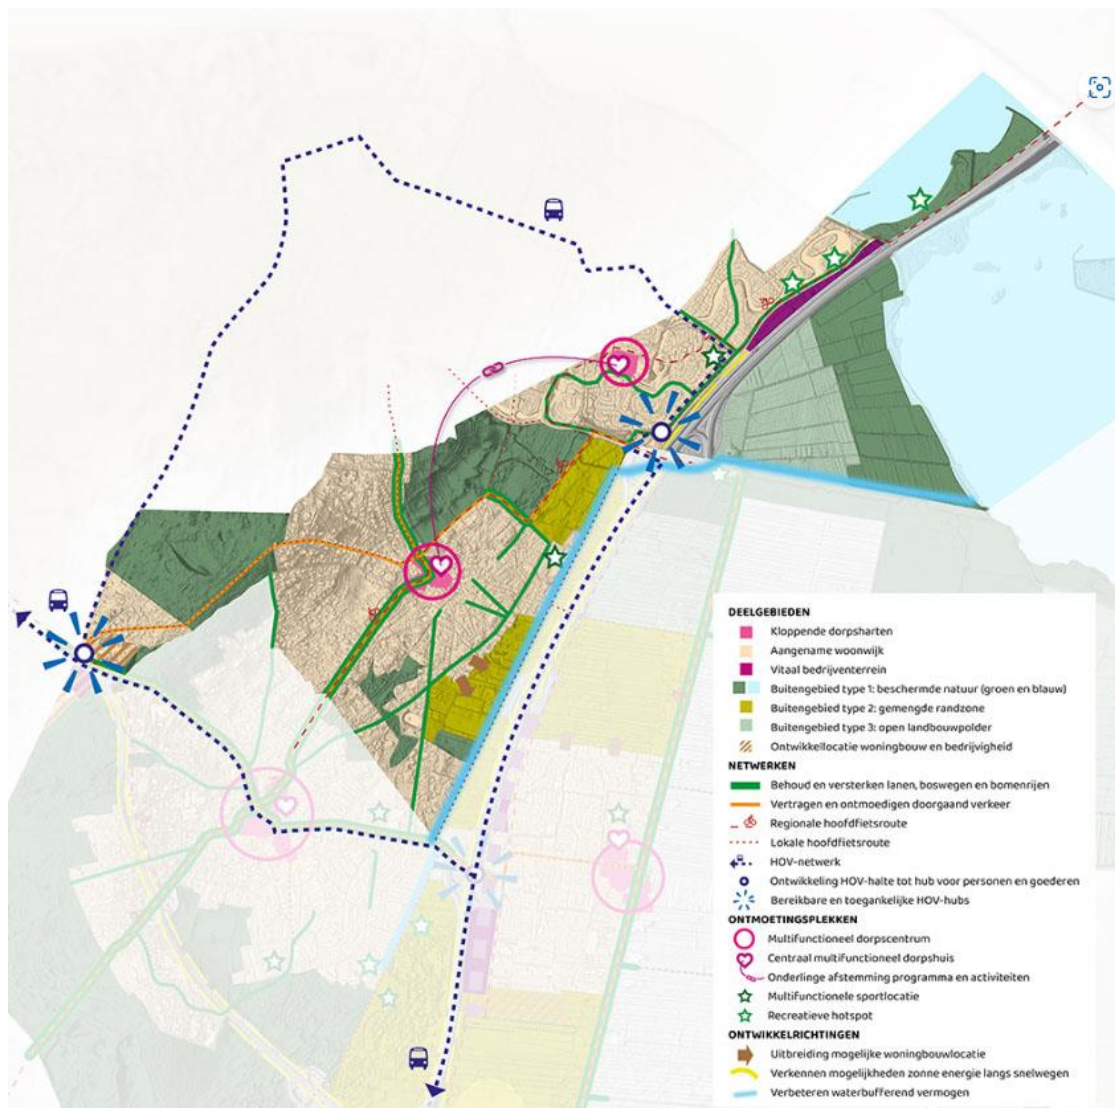 DEELGEBIEDEN
Kloppende dorpsharten
Aangename woonwijk
Vitaal bedrijventerrein
Buitengebied type 1: beschermde natuur (groen en blauw)
Buitengebied type 2: gemengde randzone
Buitengebied type 3: open landbouwpolder
Ontwikkellocatie woningbouw en bedrijvigheid
NETWERKEN
Behoud en versterken lanen, boswegen en bomenrijen
Vertragen en ontmoedigen doorgaand verkeer
Regionale hoofdfietsroute
Lokale hoofdfietsroute
HOV-netwerk
Ontwikkeling HOV-halte tot hub voor personen en goederen
Bereikbare en toegankelijke HOV-hubs
ONTMOETINGSPLEKKEN
Multifunctioneel dorpscentrum
Centraal multifunctioneel dorpshuis
Onderlinge afstemming programma en activiteiten
Multifunctionele sportlocatie
Recreatieve hotspot
ONTWIKKELRICHTINGEN
Uitbreiding mogelijke woningbouwlocatie
Verkennen mogelijkheden zonne energie langs snelwegen
Verbeteren waterbufferend vermogen